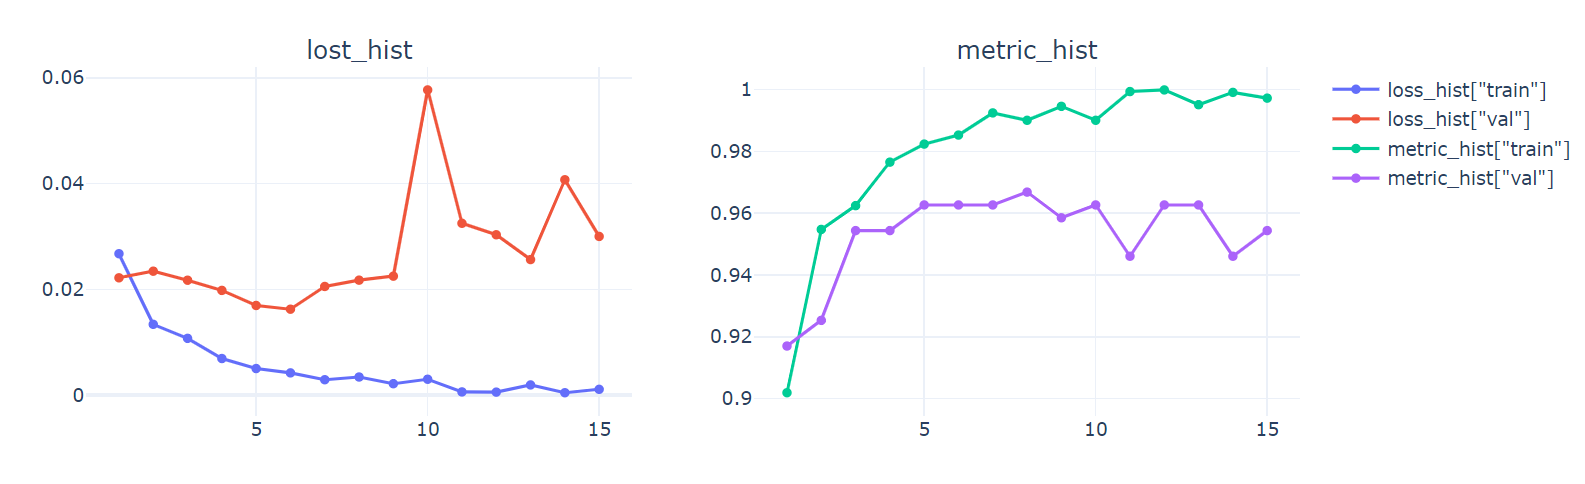 lost_hist
metric_hist
0.06
0.04
0.02
0
5
10
15
1
0.98
0.96
0.94
0.92
0.9
5
10
15
loss_hist["train"]
loss_hist["val"]
metric_hist["train"]
metric_hist["val"]